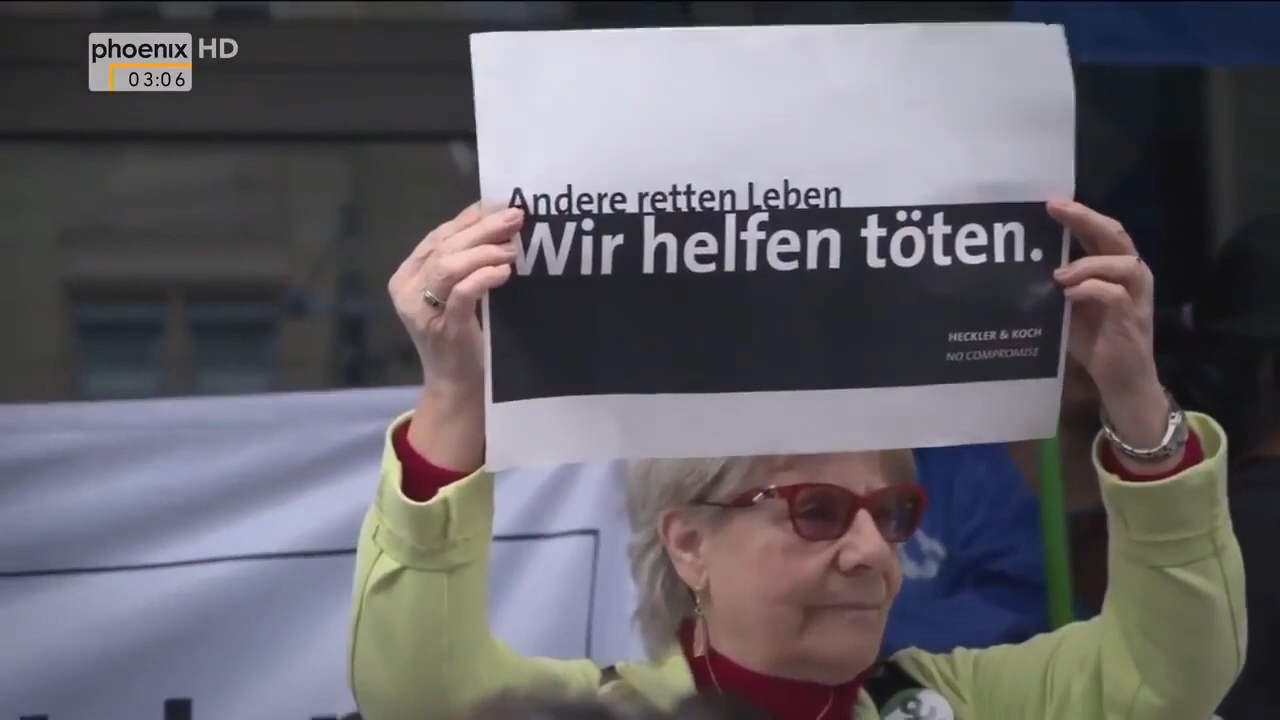 phoenix HD
03:06
Andere retten Leben
Wir helfen töten.
HECKLER & KOCH
NO COMPROMISE